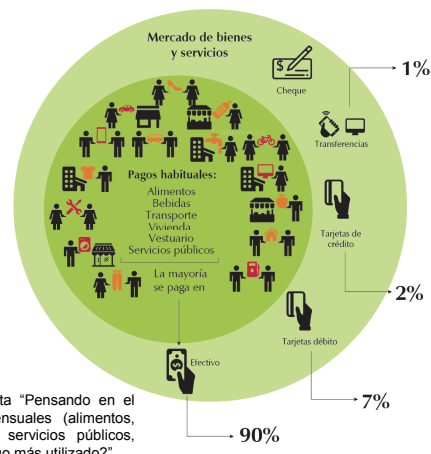 Mercado de bienes
y servicios
Cheque
1%
Transferencias
Pagos habituales:
Alimentos
Bebidas
Transporte
Vivienda
Vestuario
Servicios públicos
La mayoría
se paga en
Tarjetas de
crédito
2%
Tarjetas débito
7%
Efectivo
90%
ta “Pensando en el
ensuales (alimentos,
servicios públicos,
o más utilizado?”